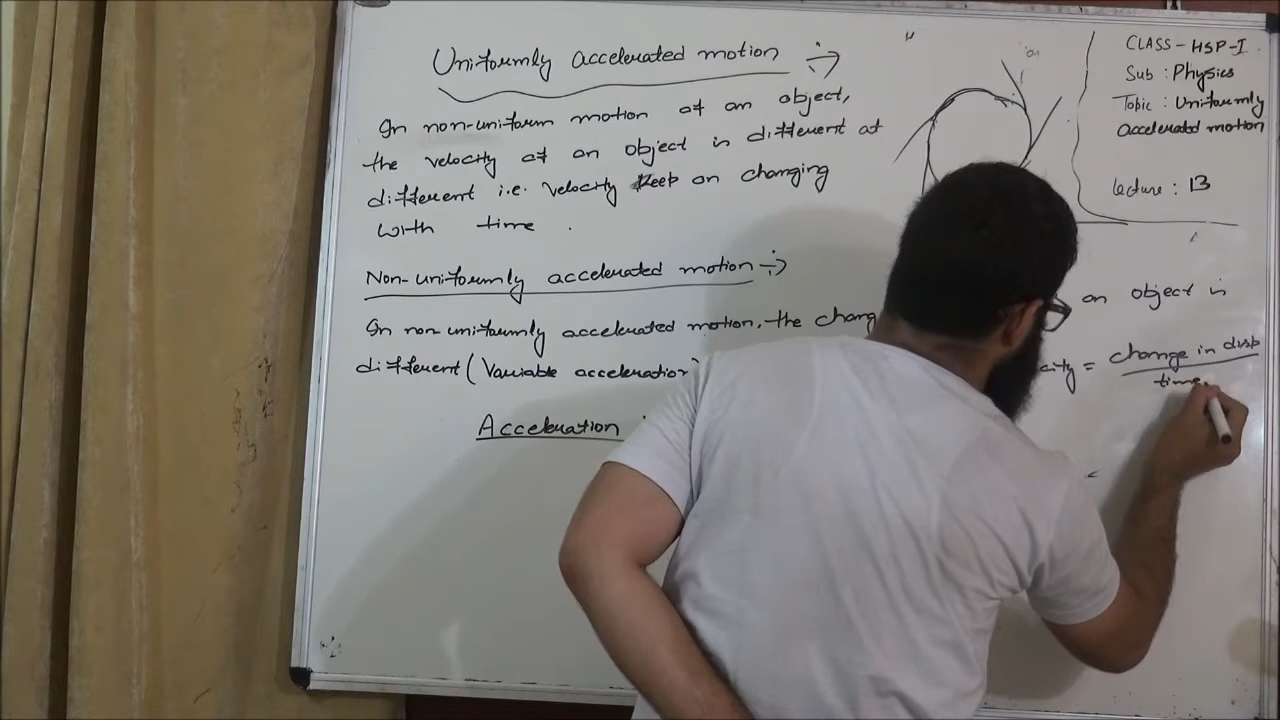 Uniformly accelerated motion :→
In non-uniform motion of an object,
the velocity of an object is different at
different i.e. velocity keep on changing
with time .
Non-uniformly accelerated motion :→
In non uniformly accelerated motion, the chang
on object is
different (Variable acceleration
city = change in disp
time
Acceleration
CLASS - HSP-I
Sub : Physics
Topic : Uniformly
accelerated motion
Lecture : 13